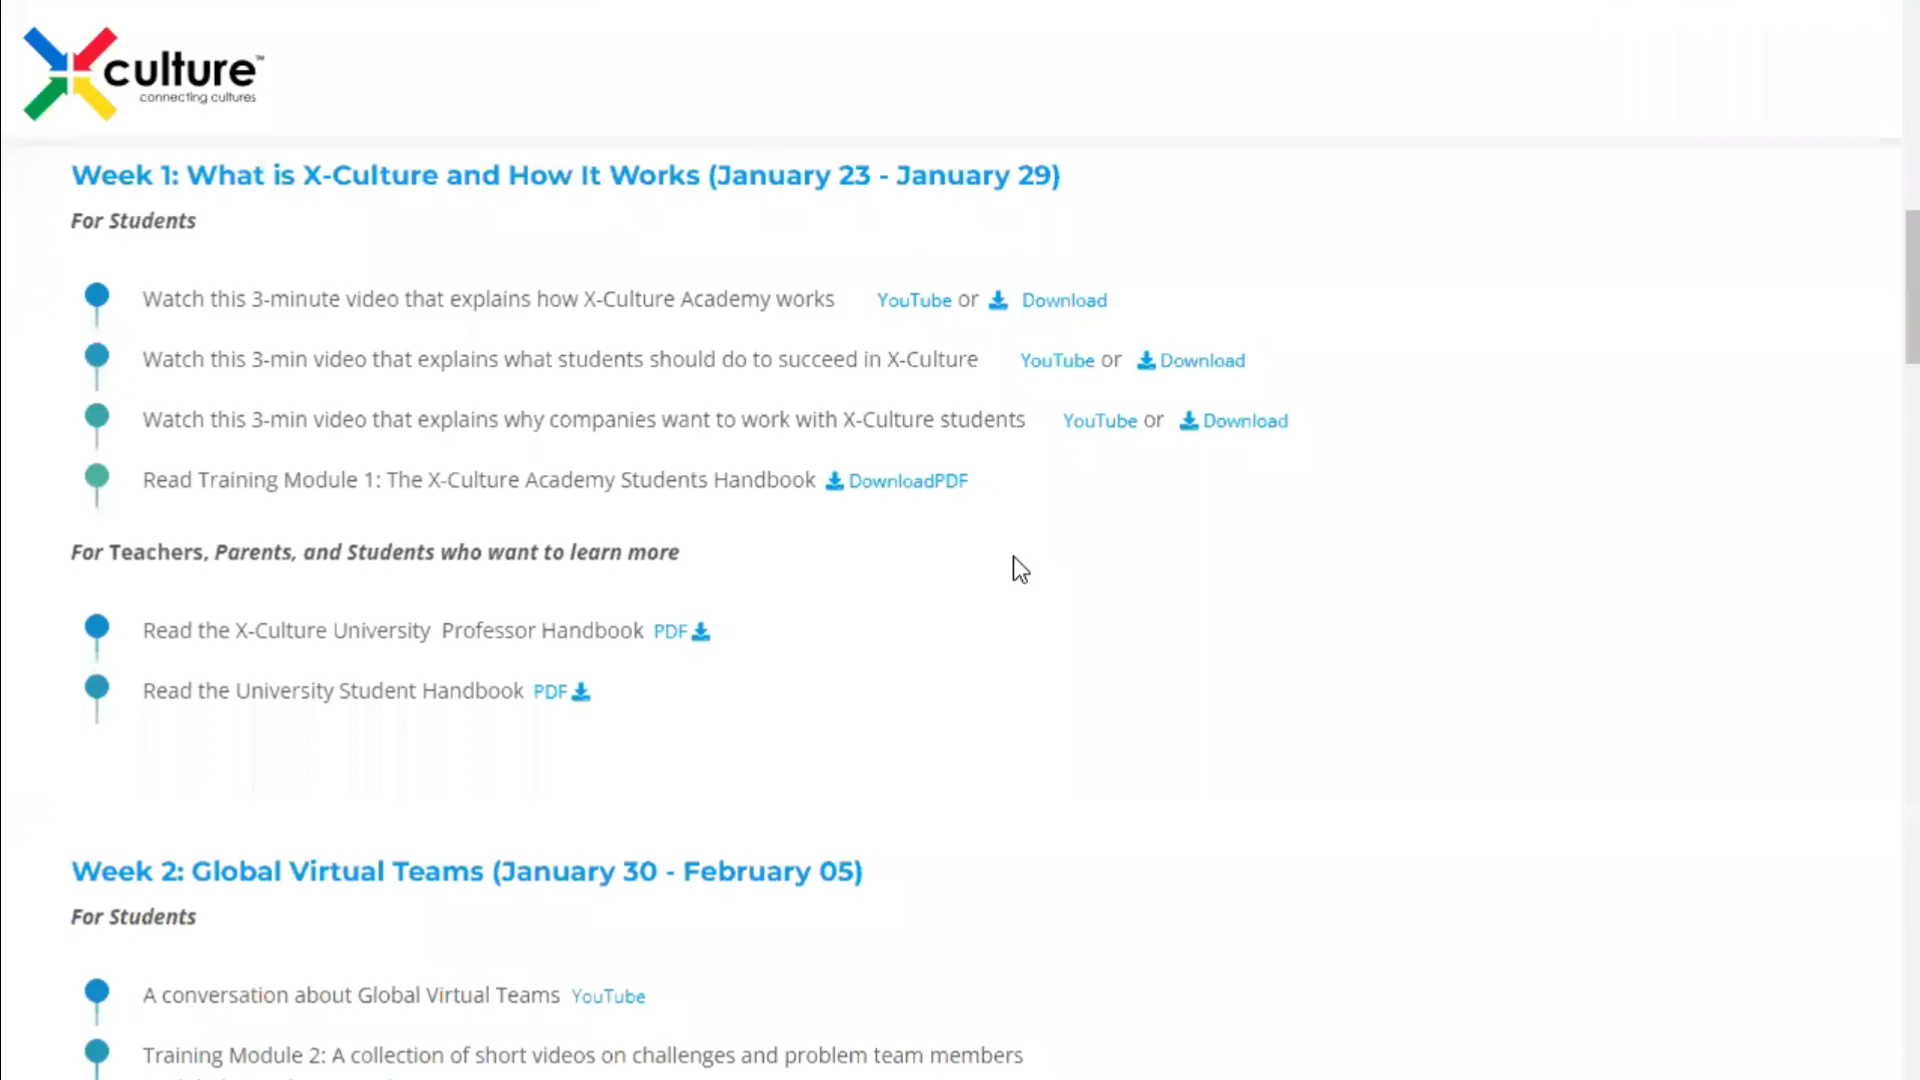 culture™
connecting cultures
Week 1: What is X-Culture and How It Works (January 23 - January 29)
For Students
Watch this 3-minute video that explains how X-Culture Academy works YouTube or Download
Watch this 3-min video that explains what students should do to succeed in X-Culture YouTube or Download
Watch this 3-min video that explains why companies want to work with X-Culture students YouTube or Download
Read Training Module 1: The X-Culture Academy Students Handbook DownloadPDF
For Teachers, Parents, and Students who want to learn more
Read the X-Culture University Professor Handbook PDF
Read the University Student Handbook PDF
Week 2: Global Virtual Teams (January 30 - February 05)
For Students
A conversation about Global Virtual Teams YouTube
Training Module 2: A collection of short videos on challenges and problem team members